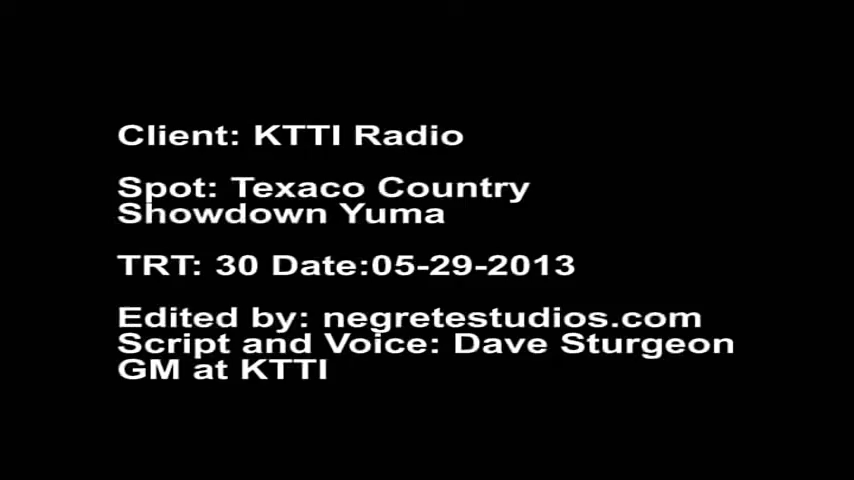 Client: KTTI Radio
Spot: Texaco Country
Showdown Yuma
TRT: 30 Date:05-29-2013
Edited by: negretestudios.com
Script and Voice: Dave Sturgeon
GM at KTTI